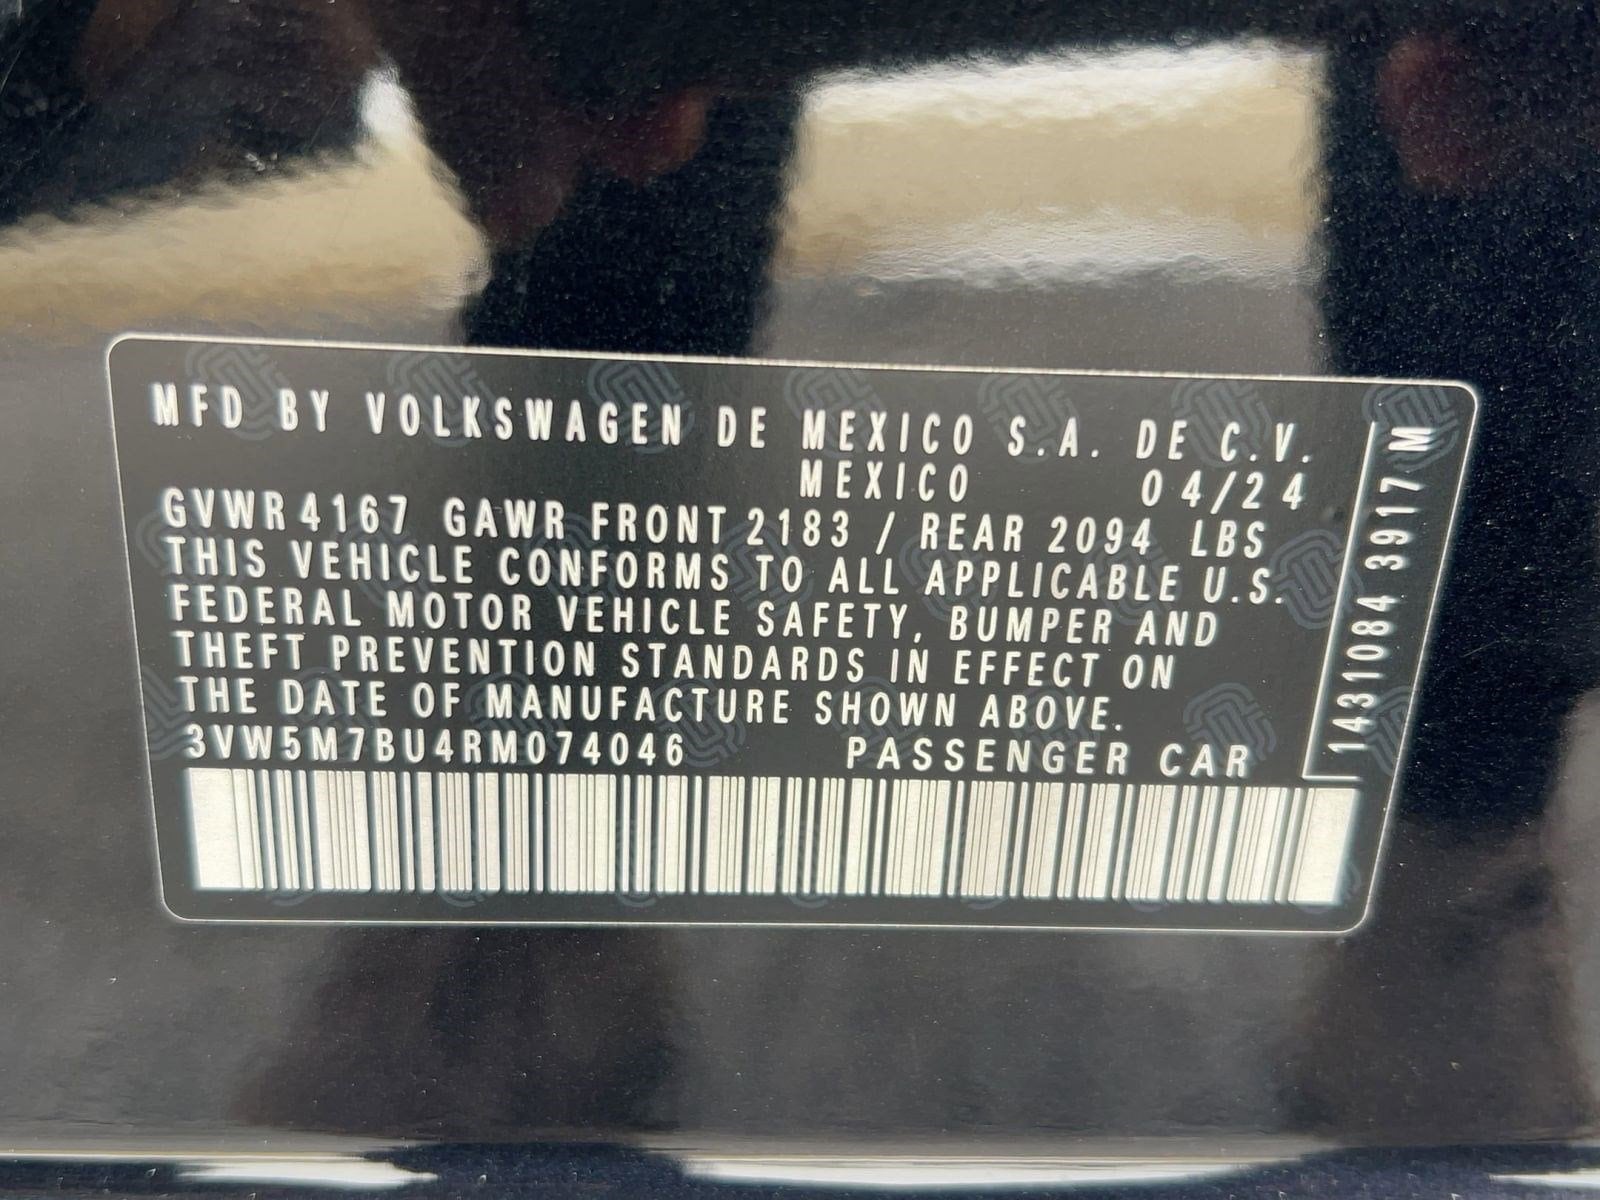 MFD BY VOLKSWAGEN DE MEXICO S.A. DE C.V.
MEXICO 04/24
GVWR 4167 GAWR FRONT 2183 / REAR 2094 LBS
THIS VEHICLE CONFORMS TO ALL APPLICABLE U.S.
FEDERAL MOTOR VEHICLE SAFETY, BUMPER AND
THEFT PREVENTION STANDARDS IN EFFECT ON
THE DATE OF MANUFACTURE SHOWN ABOVE.
3VW5M7BU4RM074046 PASSENGER CAR
1431084 3917 M